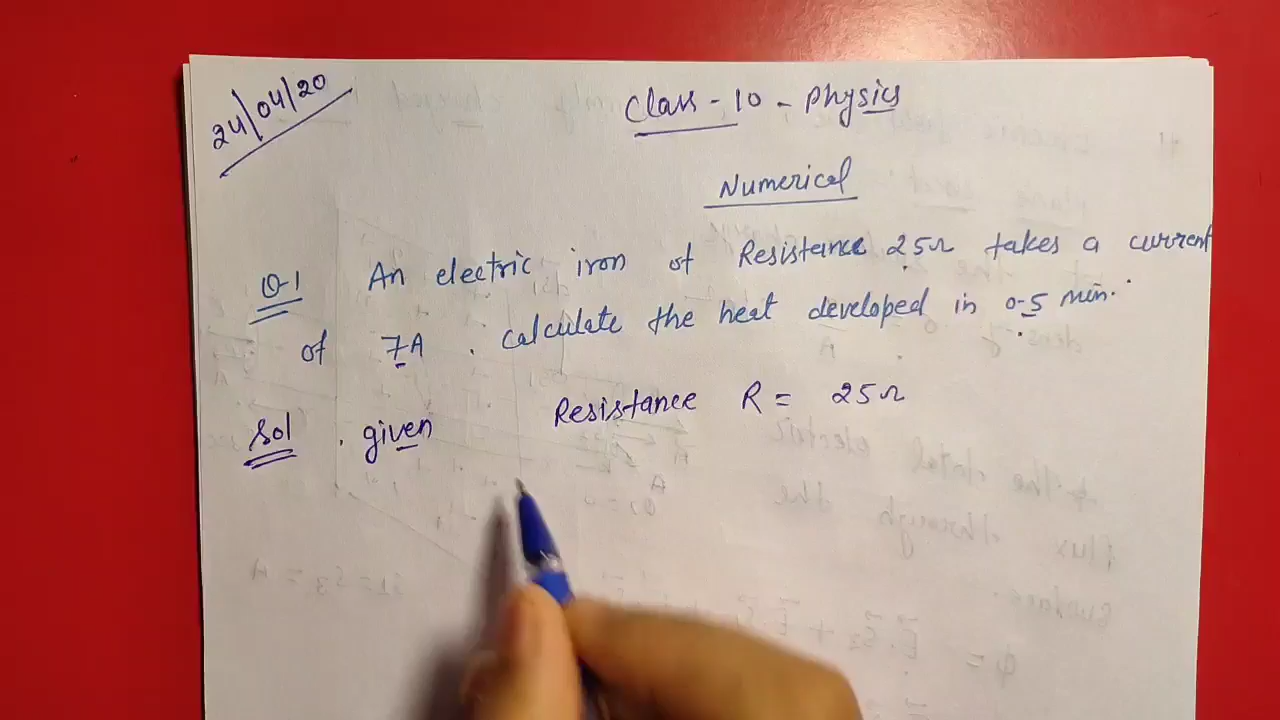 24/04/20
Class - 10 - Physics
Numerical
Q-1 An electric iron of Resistance 25Ω takes a current
of 7A . Calculate the heat developed in 0.5 min.
Sol . given Resistance R = 25Ω